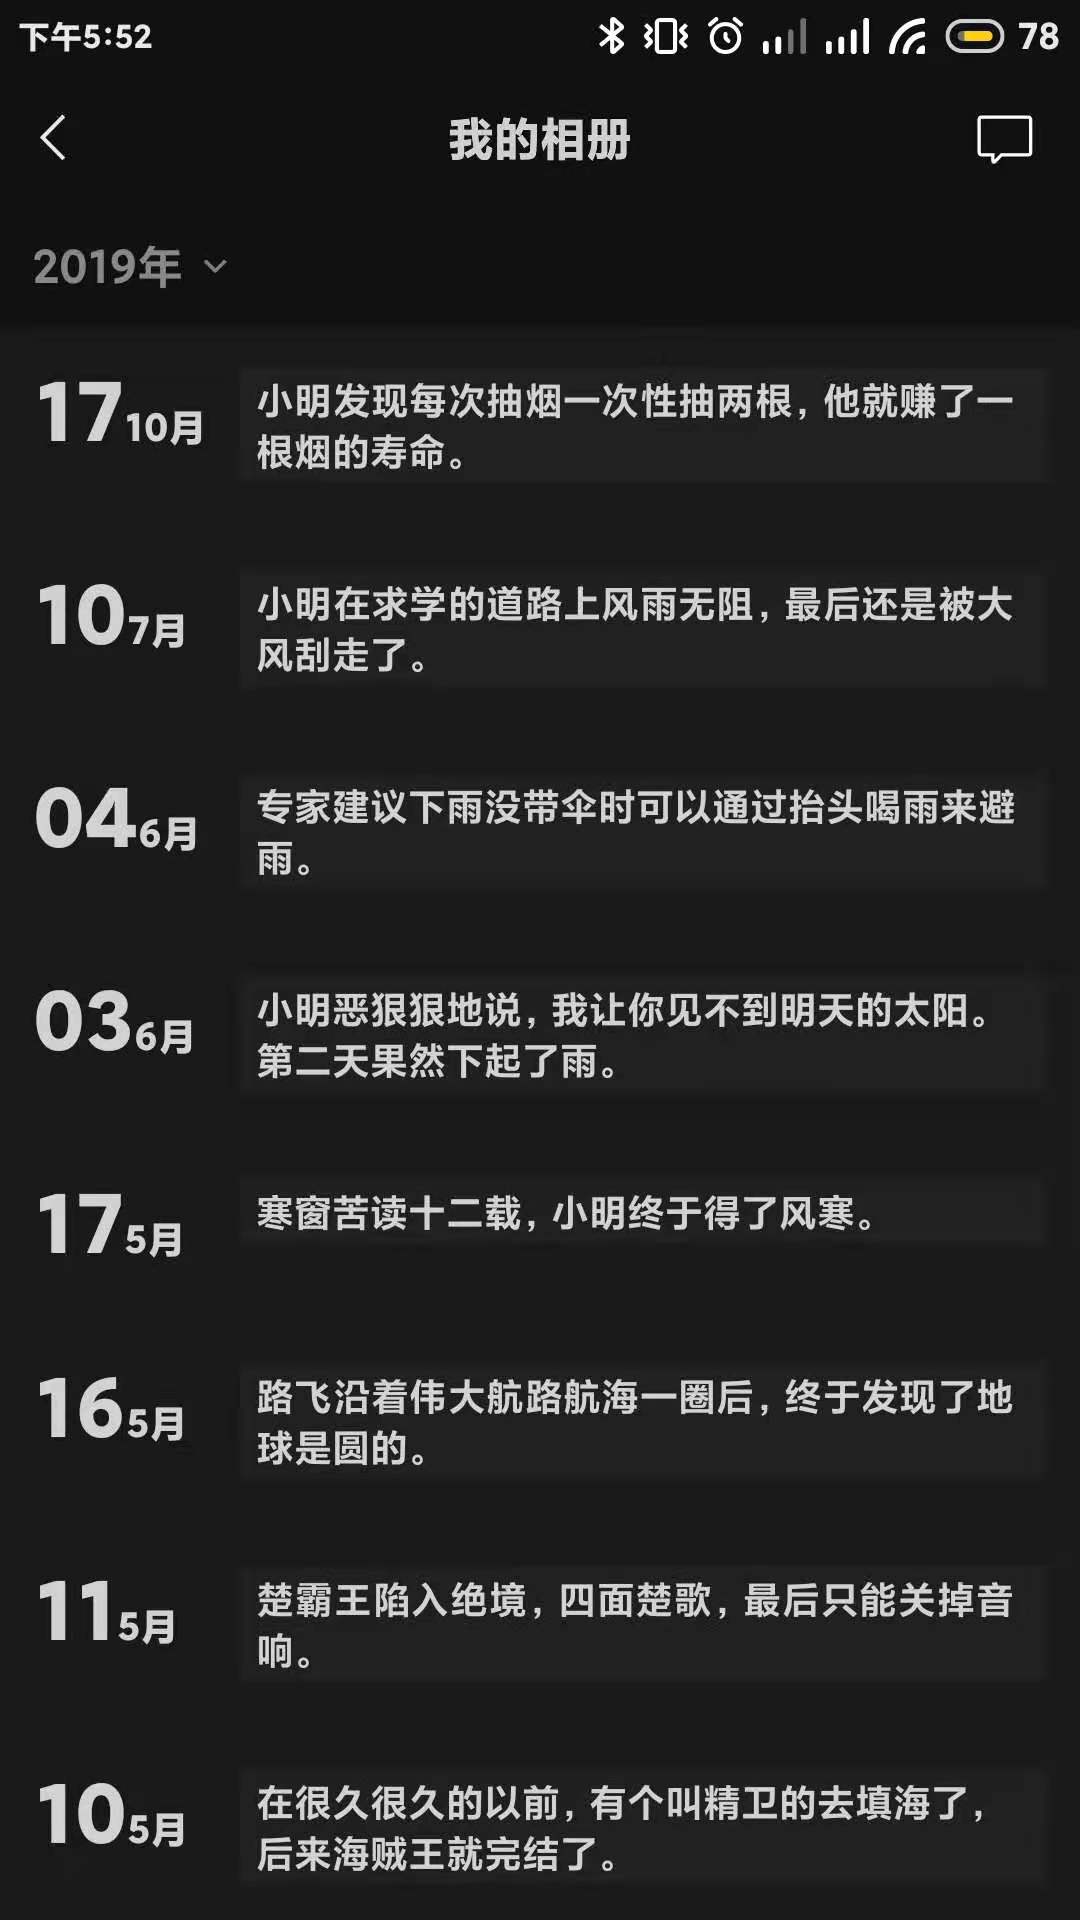 下午5:52
78
我的相册
2019年
17 10月
小明发现每次抽烟一次性抽两根，他就赚了一
根烟的寿命。
10 7月
小明在求学的道路上风雨无阻，最后还是被大
风刮走了。
04 6月
专家建议下雨没带伞时可以通过抬头喝雨来避
雨。
03 6月
小明恶狠狠地说，我让你见不到明天的太阳。
第二天果然下起了雨。
17 5月
寒窗苦读十二载，小明终于得了风寒。
16 5月
路飞沿着伟大航路航海一圈后，终于发现了地
球是圆的。
11 5月
楚霸王陷入绝境，四面楚歌，最后只能关掉音
响。
10 5月
在很久很久的以前，有个叫精卫的去填海了，
后来海贼王就完结了。